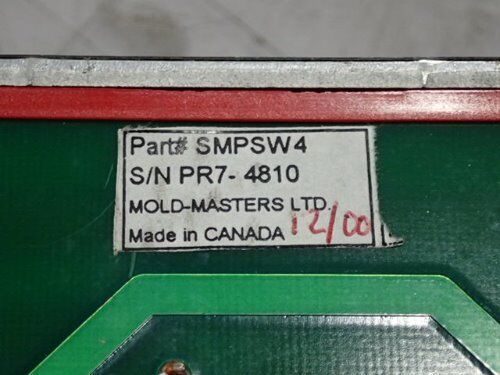 Part# SMPSW4
S/N PR7- 4810
MOLD-MASTERS LTD.
Made in CANADA 12/00